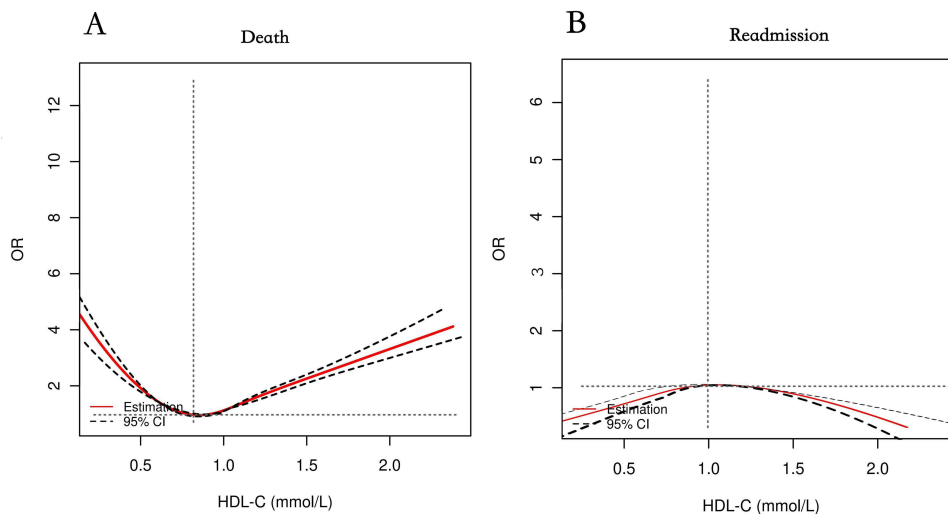 A
Death
OR
12
10
8
6
4
2
Estimation
95% CI
0.5 1.0 1.5 2.0
HDL-C (mmol/L)
B
Readmission
OR
6
5
4
3
2
1
Estimation
95% CI
0.5 1.0 1.5 2.0
HDL-C (mmol/L)